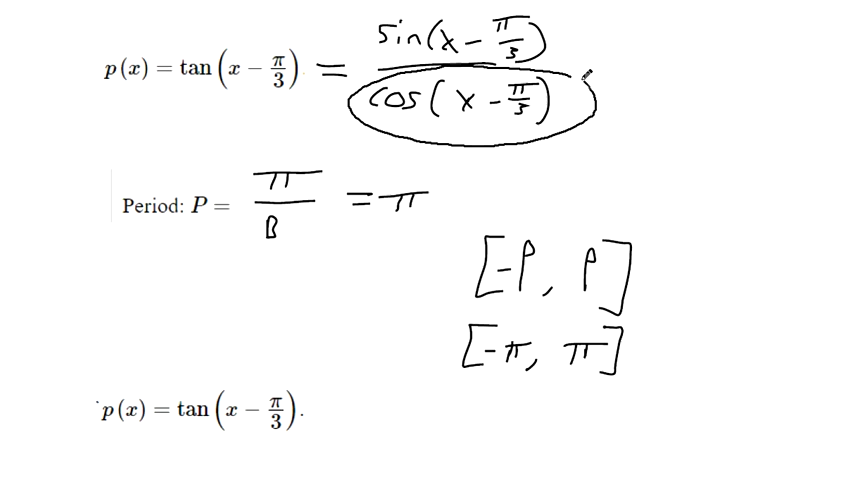 p(x) = tan(x − π/3) = sin(x − π/3) / cos(x − π/3)
Period: P = π/B = π
[-P, P]
[-π, π]
p(x) = tan(x − π/3).